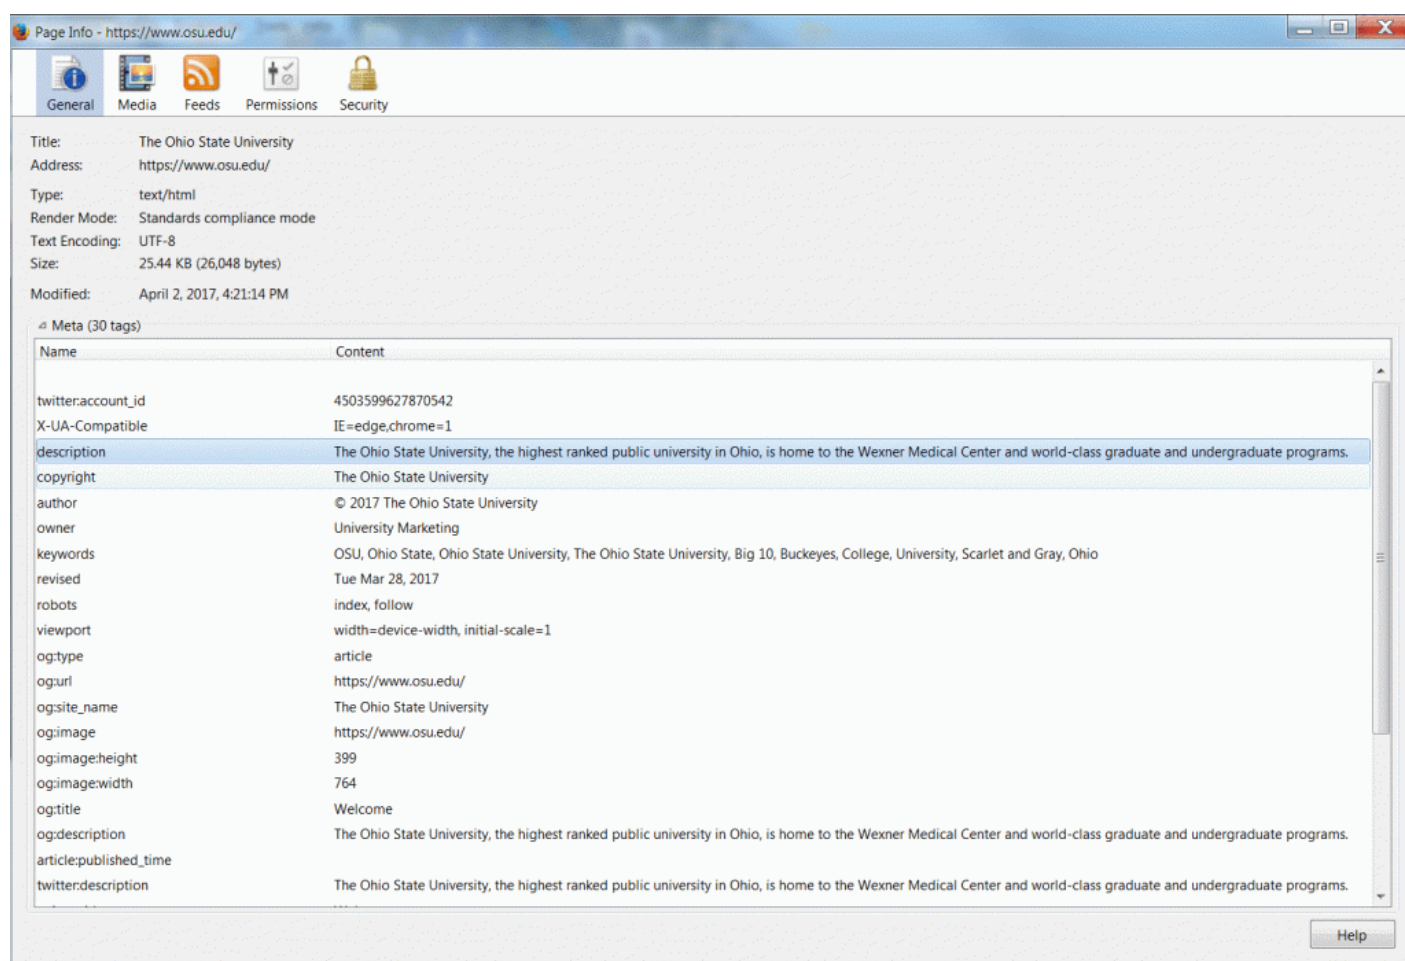 Page Info - https://www.osu.edu/
General Media Feeds Permissions Security
Title: The Ohio State University
Address: https://www.osu.edu/
Type: text/html
Render Mode: Standards compliance mode
Text Encoding: UTF-8
Size: 25.44 KB (26,048 bytes)
Modified: April 2, 2017, 4:21:14 PM
Meta (30 tags)
Name Content
twitter:account_id 4503599627870542
X-UA-Compatible IE=edge,chrome=1
description The Ohio State University, the highest ranked public university in Ohio, is home to the Wexner Medical Center and world-class graduate and undergraduate programs.
copyright The Ohio State University
author © 2017 The Ohio State University
owner University Marketing
keywords OSU, Ohio State, Ohio State University, The Ohio State University, Big 10, Buckeyes, College, University, Scarlet and Gray, Ohio
revised Tue Mar 28, 2017
robots index, follow
viewport width=device-width, initial-scale=1
og:type article
og:url https://www.osu.edu/
og:site_name The Ohio State University
og:image https://www.osu.edu/
og:image:height 399
og:image:width 764
og:title Welcome
og:description The Ohio State University, the highest ranked public university in Ohio, is home to the Wexner Medical Center and world-class graduate and undergraduate programs.
article:published_time
twitter:description The Ohio State University, the highest ranked public university in Ohio, is home to the Wexner Medical Center and world-class graduate and undergraduate programs.
Help